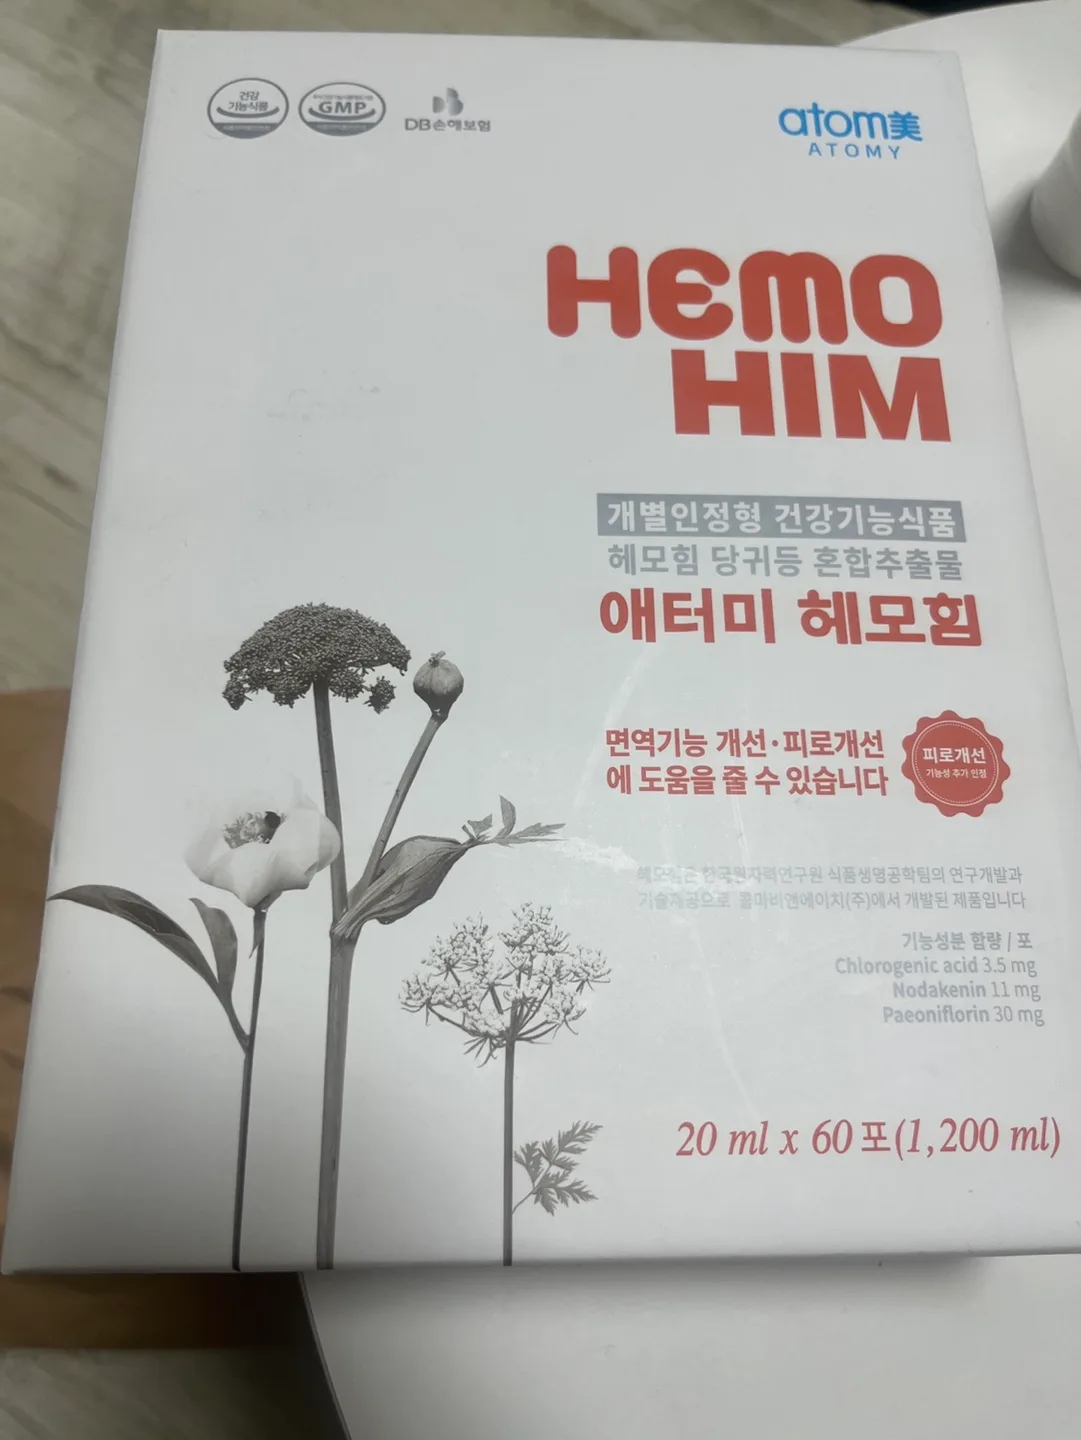 건강
기능식품
GMP
DB손해보험
atom美
ATOMY
HEMO
HIM
개별인정형 건강기능식품
헤모힘 당귀등 혼합추출물
애터미 헤모힘
면역기능 개선·피로개선
에 도움을 줄 수 있습니다
피로개선
기능성 추가 인정
헤모힘은 한국원자력연구원 식품생명공학팀의 연구개발과
기술제공으로 콜마비앤에이치(주)에서 개발된 제품입니다
기능성분 함량 / 포
Chlorogenic acid 3.5 mg
Nodakenin 11 mg
Paeoniflorin 30 mg
20 ml x 60포(1,200 ml)